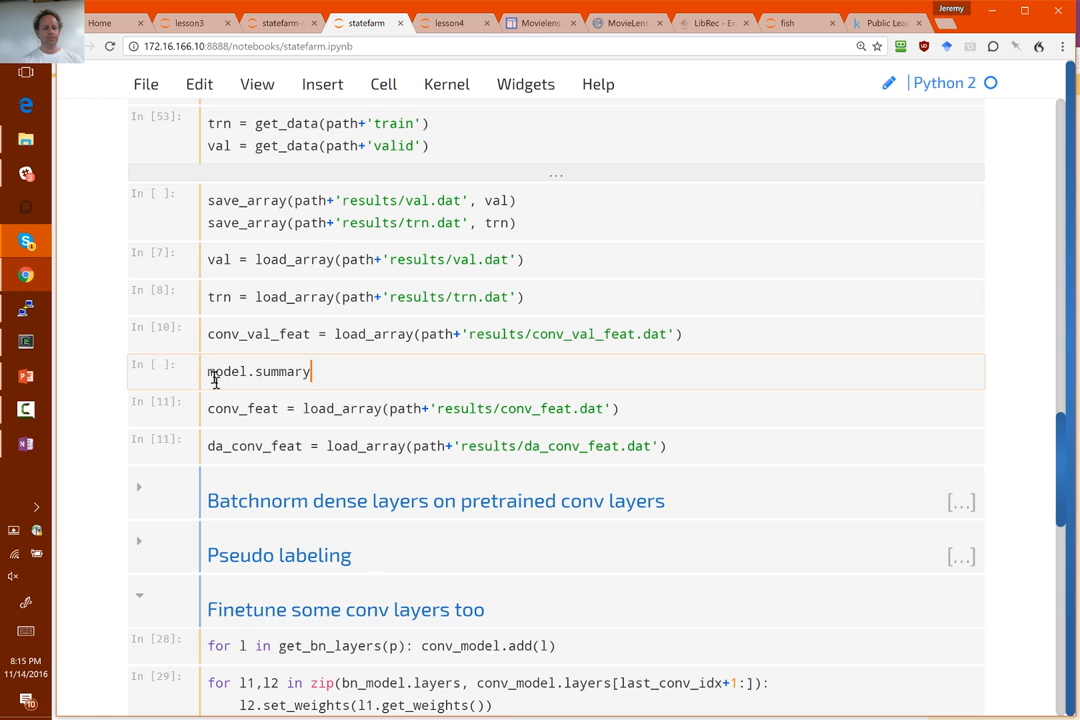 Jeremy
Home
lesson3
statefarm-
statefarm
lesson4
Movielens
MovieLens
LibRec - Ex
fish
Public Lea
172.16.166.10:8888/notebooks/statefarm.ipynb
File Edit View Insert Cell Kernel Widgets Help
Python 2
In [53]:
trn = get_data(path+'train')
val = get_data(path+'valid')
...
In [ ]:
save_array(path+'results/val.dat', val)
save_array(path+'results/trn.dat', trn)
In [7]:
val = load_array(path+'results/val.dat')
In [8]:
trn = load_array(path+'results/trn.dat')
In [10]:
conv_val_feat = load_array(path+'results/conv_val_feat.dat')
In [ ]:
model.summary
In [11]:
conv_feat = load_array(path+'results/conv_feat.dat')
In [11]:
da_conv_feat = load_array(path+'results/da_conv_feat.dat')
Batchnorm dense layers on pretrained conv layers
[...]
Pseudo labeling
[...]
Finetune some conv layers too
In [28]:
for l in get_bn_layers(p): conv_model.add(l)
In [29]:
for l1,l2 in zip(bn_model.layers, conv_model.layers[last_conv_idx+1:]):
l2.set_weights(l1.get_weights())
8:15 PM
11/14/2016
10